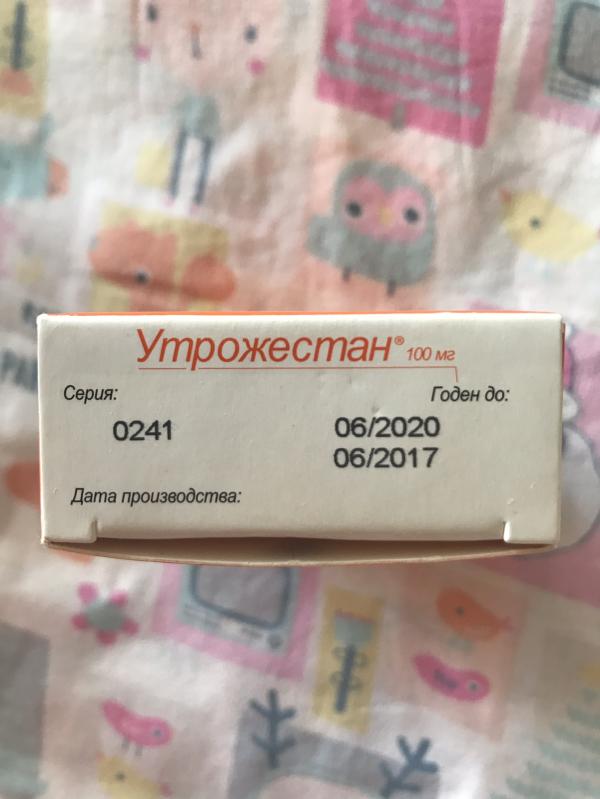 Утрожестан® 100 мг
Серия: Годен до:
0241 06/2020
06/2017
Дата производства: